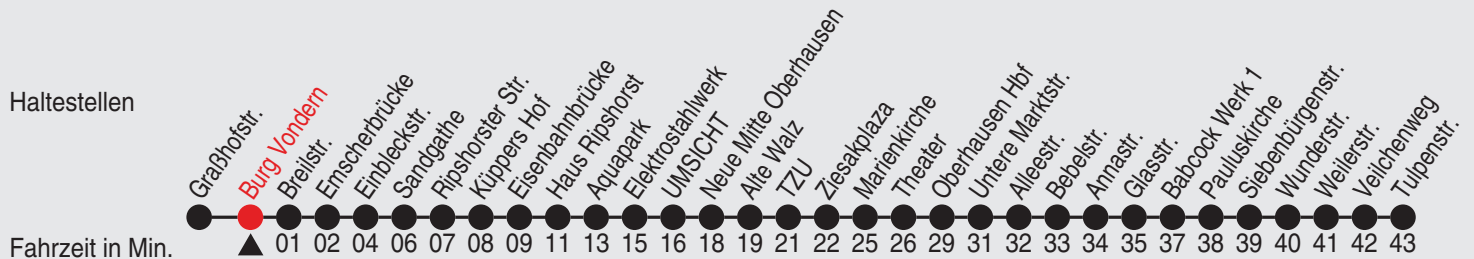 Haltestellen
Graßhofstr.
Burg Vondern
Breilstr.
Emscherbrücke
Einbleckstr.
Sandgathe
Ripshorster Str.
Küppers Hof
Eisenbahnbrücke
Haus Ripshorst
Aquapark
Elektrostahlwerk
UMSICHT
Neue Mitte Oberhausen
Alte Walz
TZU
Ziesakplaza
Marienkirche
Theater
Oberhausen Hbf
Untere Marktstr.
Alleestr.
Bebelstr.
Annastr.
Glasstr.
Babcock Werk 1
Pauluskirche
Siebenbürgenstr.
Wunderstr.
Weilerstr.
Veilchenweg
Tulpenstr.
Fahrzeit in Min. 01 02 04 06 07 08 09 11 13 15 16 18 19 21 22 25 26 29 31 32 33 34 35 37 38 39 40 41 42 43